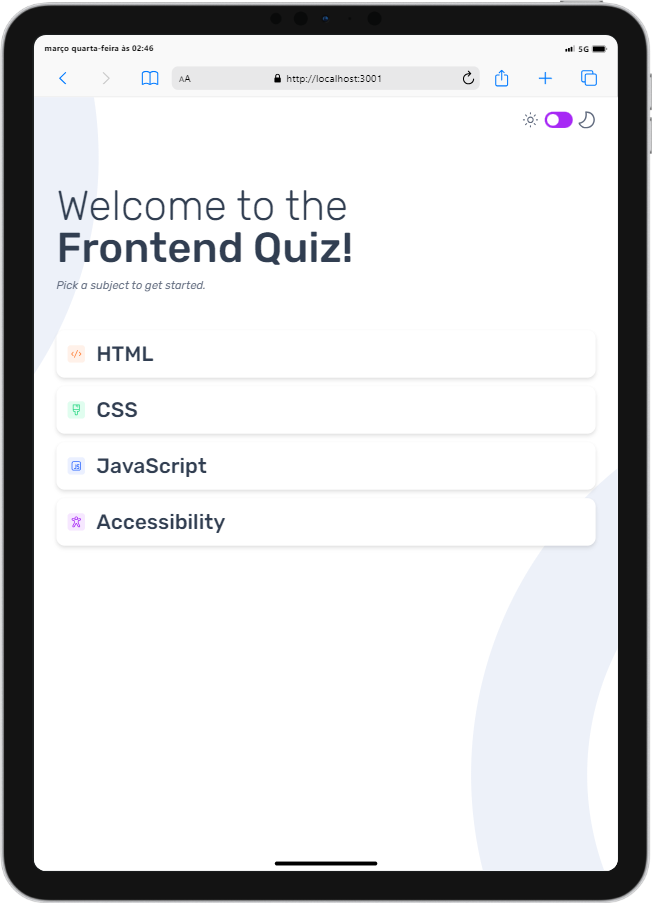 março quarta-feira às 02:46
5G
AA
http://localhost:3001
Welcome to the
Frontend Quiz!
Pick a subject to get started.
</> HTML
CSS
JS JavaScript
Accessibility